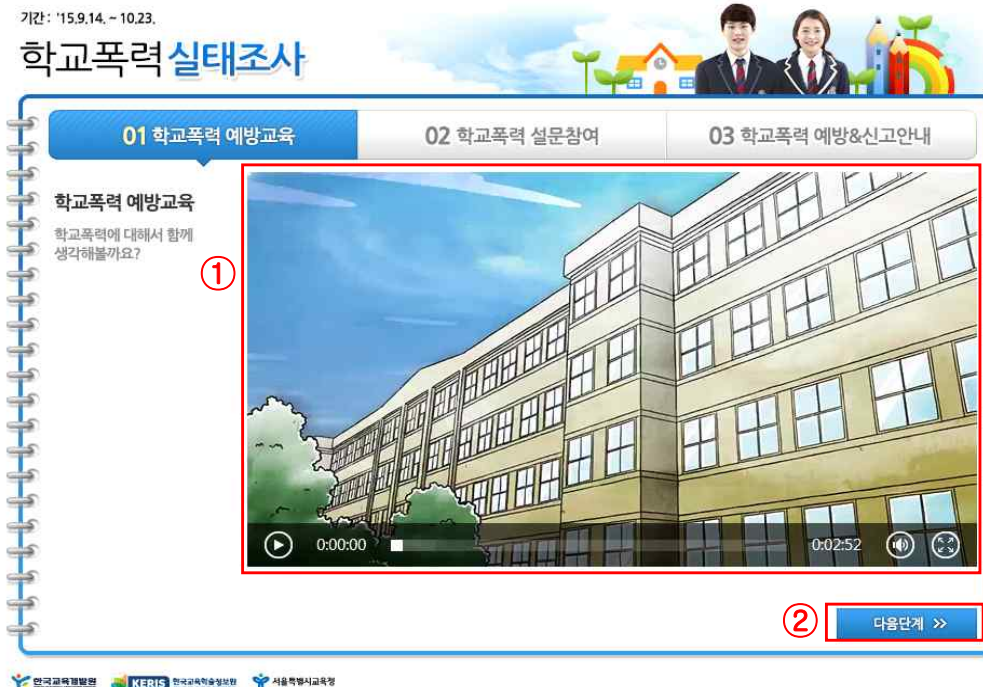 기간 : '15.9.14. ~ 10.23.
학교폭력실태조사
01 학교폭력 예방교육
02 학교폭력 설문참여
03 학교폭력 예방&신고안내
학교폭력 예방교육
학교폭력에 대해서 함께
생각해볼까요?
①
0:00:00
0:02:52
②
다음단계 >>
한국교육개발원
KERIS 한국교육학술정보원
서울특별시교육청